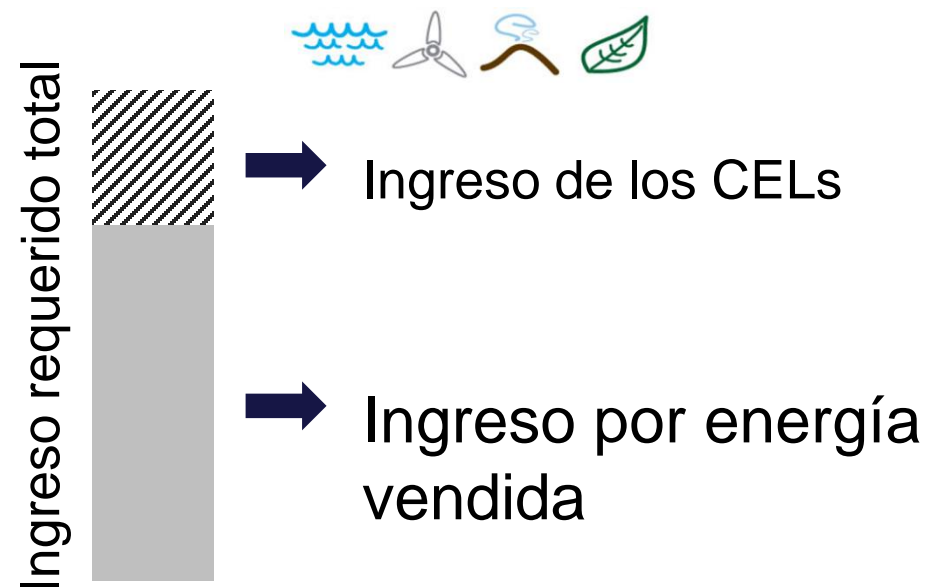 Ingreso requerido total
Ingreso de los CELs
Ingreso por energía
vendida